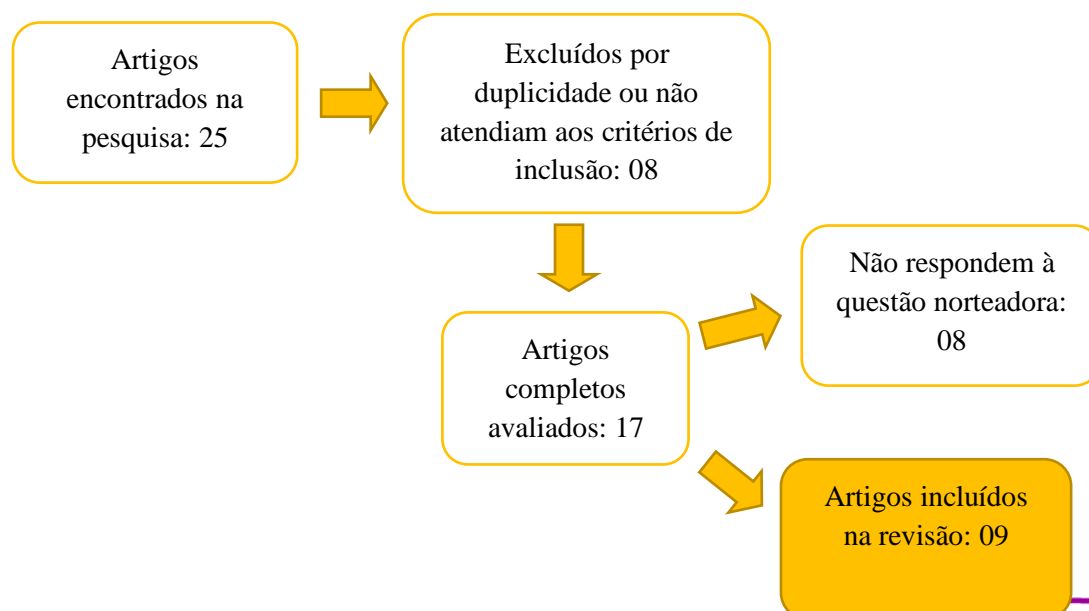 Artigos
encontrados na
pesquisa: 25
Excluídos por
duplicidade ou não
atendiam aos critérios de
inclusão: 08
Artigos
completos
avaliados: 17
Não respondem à
questão norteadora:
08
Artigos incluídos
na revisão: 09